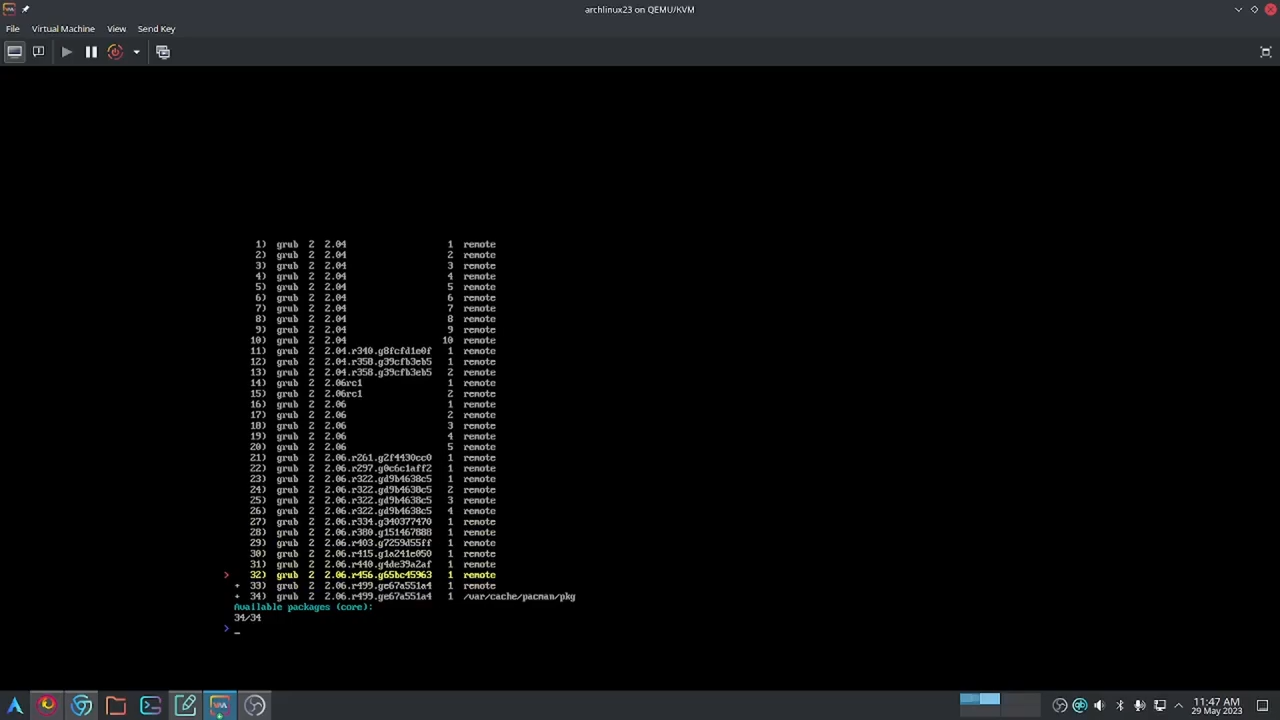 archlinux23 on QEMU/KVM
File Virtual Machine View Send Key
1) grub 2 2.04 1 remote
2) grub 2 2.04 2 remote
3) grub 2 2.04 3 remote
4) grub 2 2.04 4 remote
5) grub 2 2.04 5 remote
6) grub 2 2.04 6 remote
7) grub 2 2.04 7 remote
8) grub 2 2.04 8 remote
9) grub 2 2.04 9 remote
10) grub 2 2.04 10 remote
11) grub 2 2.04.r340.g8fcfd1e0f 1 remote
12) grub 2 2.04.r358.g39cfb3eb5 1 remote
13) grub 2 2.04.r358.g39cfb3eb5 2 remote
14) grub 2 2.06rc1 1 remote
15) grub 2 2.06rc1 2 remote
16) grub 2 2.06 1 remote
17) grub 2 2.06 2 remote
18) grub 2 2.06 3 remote
19) grub 2 2.06 4 remote
20) grub 2 2.06 5 remote
21) grub 2 2.06.r261.g2f4430cc0 1 remote
22) grub 2 2.06.r297.g0c6c1aff2 1 remote
23) grub 2 2.06.r322.gd9b4638c5 1 remote
24) grub 2 2.06.r322.gd9b4638c5 2 remote
25) grub 2 2.06.r322.gd9b4638c5 3 remote
26) grub 2 2.06.r322.gd9b4638c5 4 remote
27) grub 2 2.06.r334.g340377470 1 remote
28) grub 2 2.06.r380.g151467888 1 remote
29) grub 2 2.06.r403.g7259d55ff 1 remote
30) grub 2 2.06.r415.g1a241e050 1 remote
31) grub 2 2.06.r440.g4de39a2af 1 remote
> 32) grub 2 2.06.r456.g65bc45963 1 remote
+ 33) grub 2 2.06.r499.ge67a551a4 1 remote
+ 34) grub 2 2.06.r499.ge67a551a4 1 /var/cache/pacman/pkg
Available packages (core):
34/34
> _
11:47 AM
29 May 2023